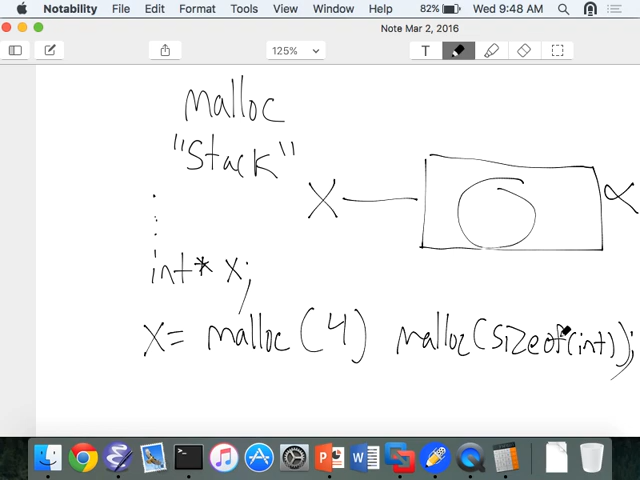 Notability File Edit Format Tools View Window Help 82% Wed 9:48 AM
Note Mar 2, 2016
125% T
malloc
"Stack"
X α
int* x;
X = malloc(4) malloc(sizeof(int));